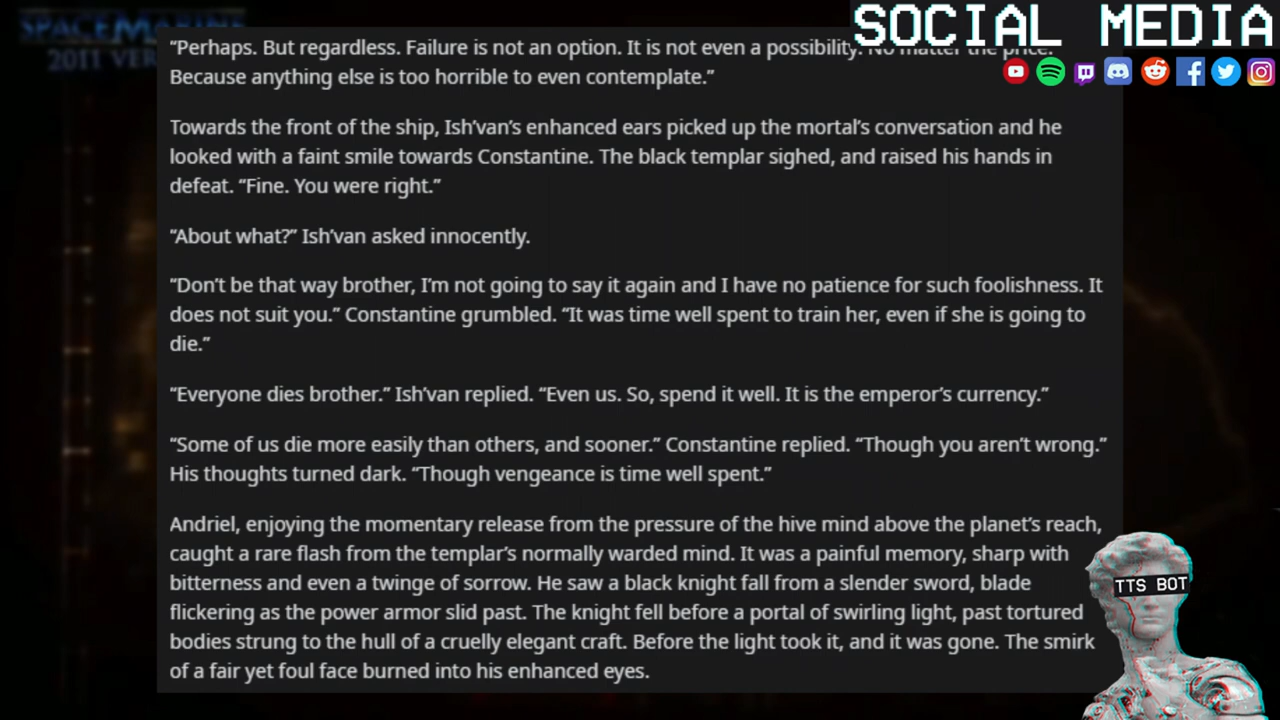 SPACE MARINE
2011 VER
SOCIAL MEDIA
“Perhaps. But regardless. Failure is not an option. It is not even a possibility. No matter the price.
Because anything else is too horrible to even contemplate.”
Towards the front of the ship, Ish’van’s enhanced ears picked up the mortal’s conversation and he
looked with a faint smile towards Constantine. The black templar sighed, and raised his hands in
defeat. “Fine. You were right.”
“About what?” Ish’van asked innocently.
“Don’t be that way brother, I’m not going to say it again and I have no patience for such foolishness. It
does not suit you.” Constantine grumbled. “It was time well spent to train her, even if she is going to
die.”
“Everyone dies brother.” Ish’van replied. “Even us. So, spend it well. It is the emperor’s currency.”
“Some of us die more easily than others, and sooner.” Constantine replied. “Though you aren’t wrong.”
His thoughts turned dark. “Though vengeance is time well spent.”
Andriel, enjoying the momentary release from the pressure of the hive mind above the planet’s reach,
caught a rare flash from the templar’s normally warded mind. It was a painful memory, sharp with
bitterness and even a twinge of sorrow. He saw a black knight fall from a slender sword, blade
flickering as the power armor slid past. The knight fell before a portal of swirling light, past tortured
bodies strung to the hull of a cruelly elegant craft. Before the light took it, and it was gone. The smirk
of a fair yet foul face burned into his enhanced eyes.
TTS BOT